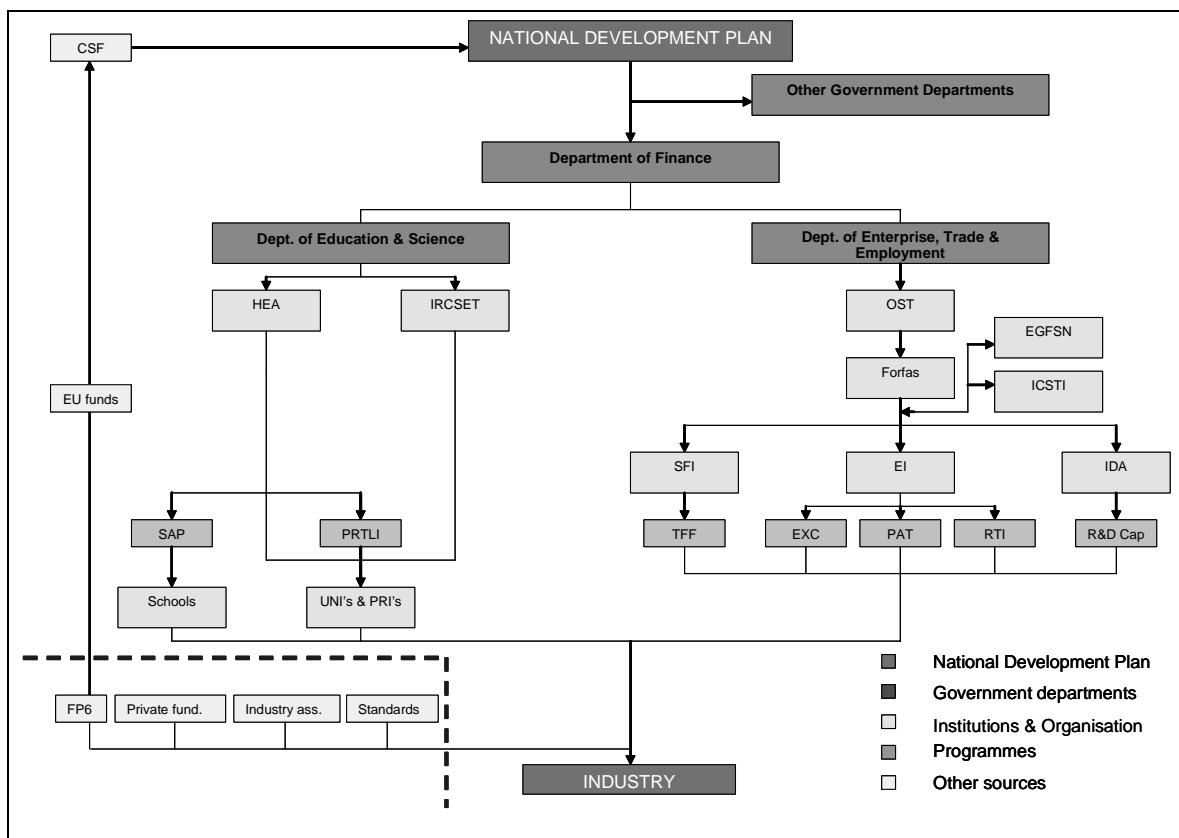 NATIONAL DEVELOPMENT PLAN
CSF
Other Government Departments
Department of Finance
Dept. of Education & Science
Dept. of Enterprise, Trade &
Employment
HEA
IRCSET
OST
EGFSN
Forfas
ICSTI
EU funds
SFI
EI
IDA
SAP
PRTLI
TFF
EXC
PAT
RTI
R&D Cap
Schools
UNI's & PRI's
National Development Plan
Government departments
Institutions & Organisation
Programmes
Other sources
FP6
Private fund.
Industry ass.
Standards
INDUSTRY